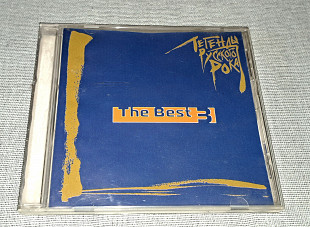 Легенды
Русского
Рока
The Best 3